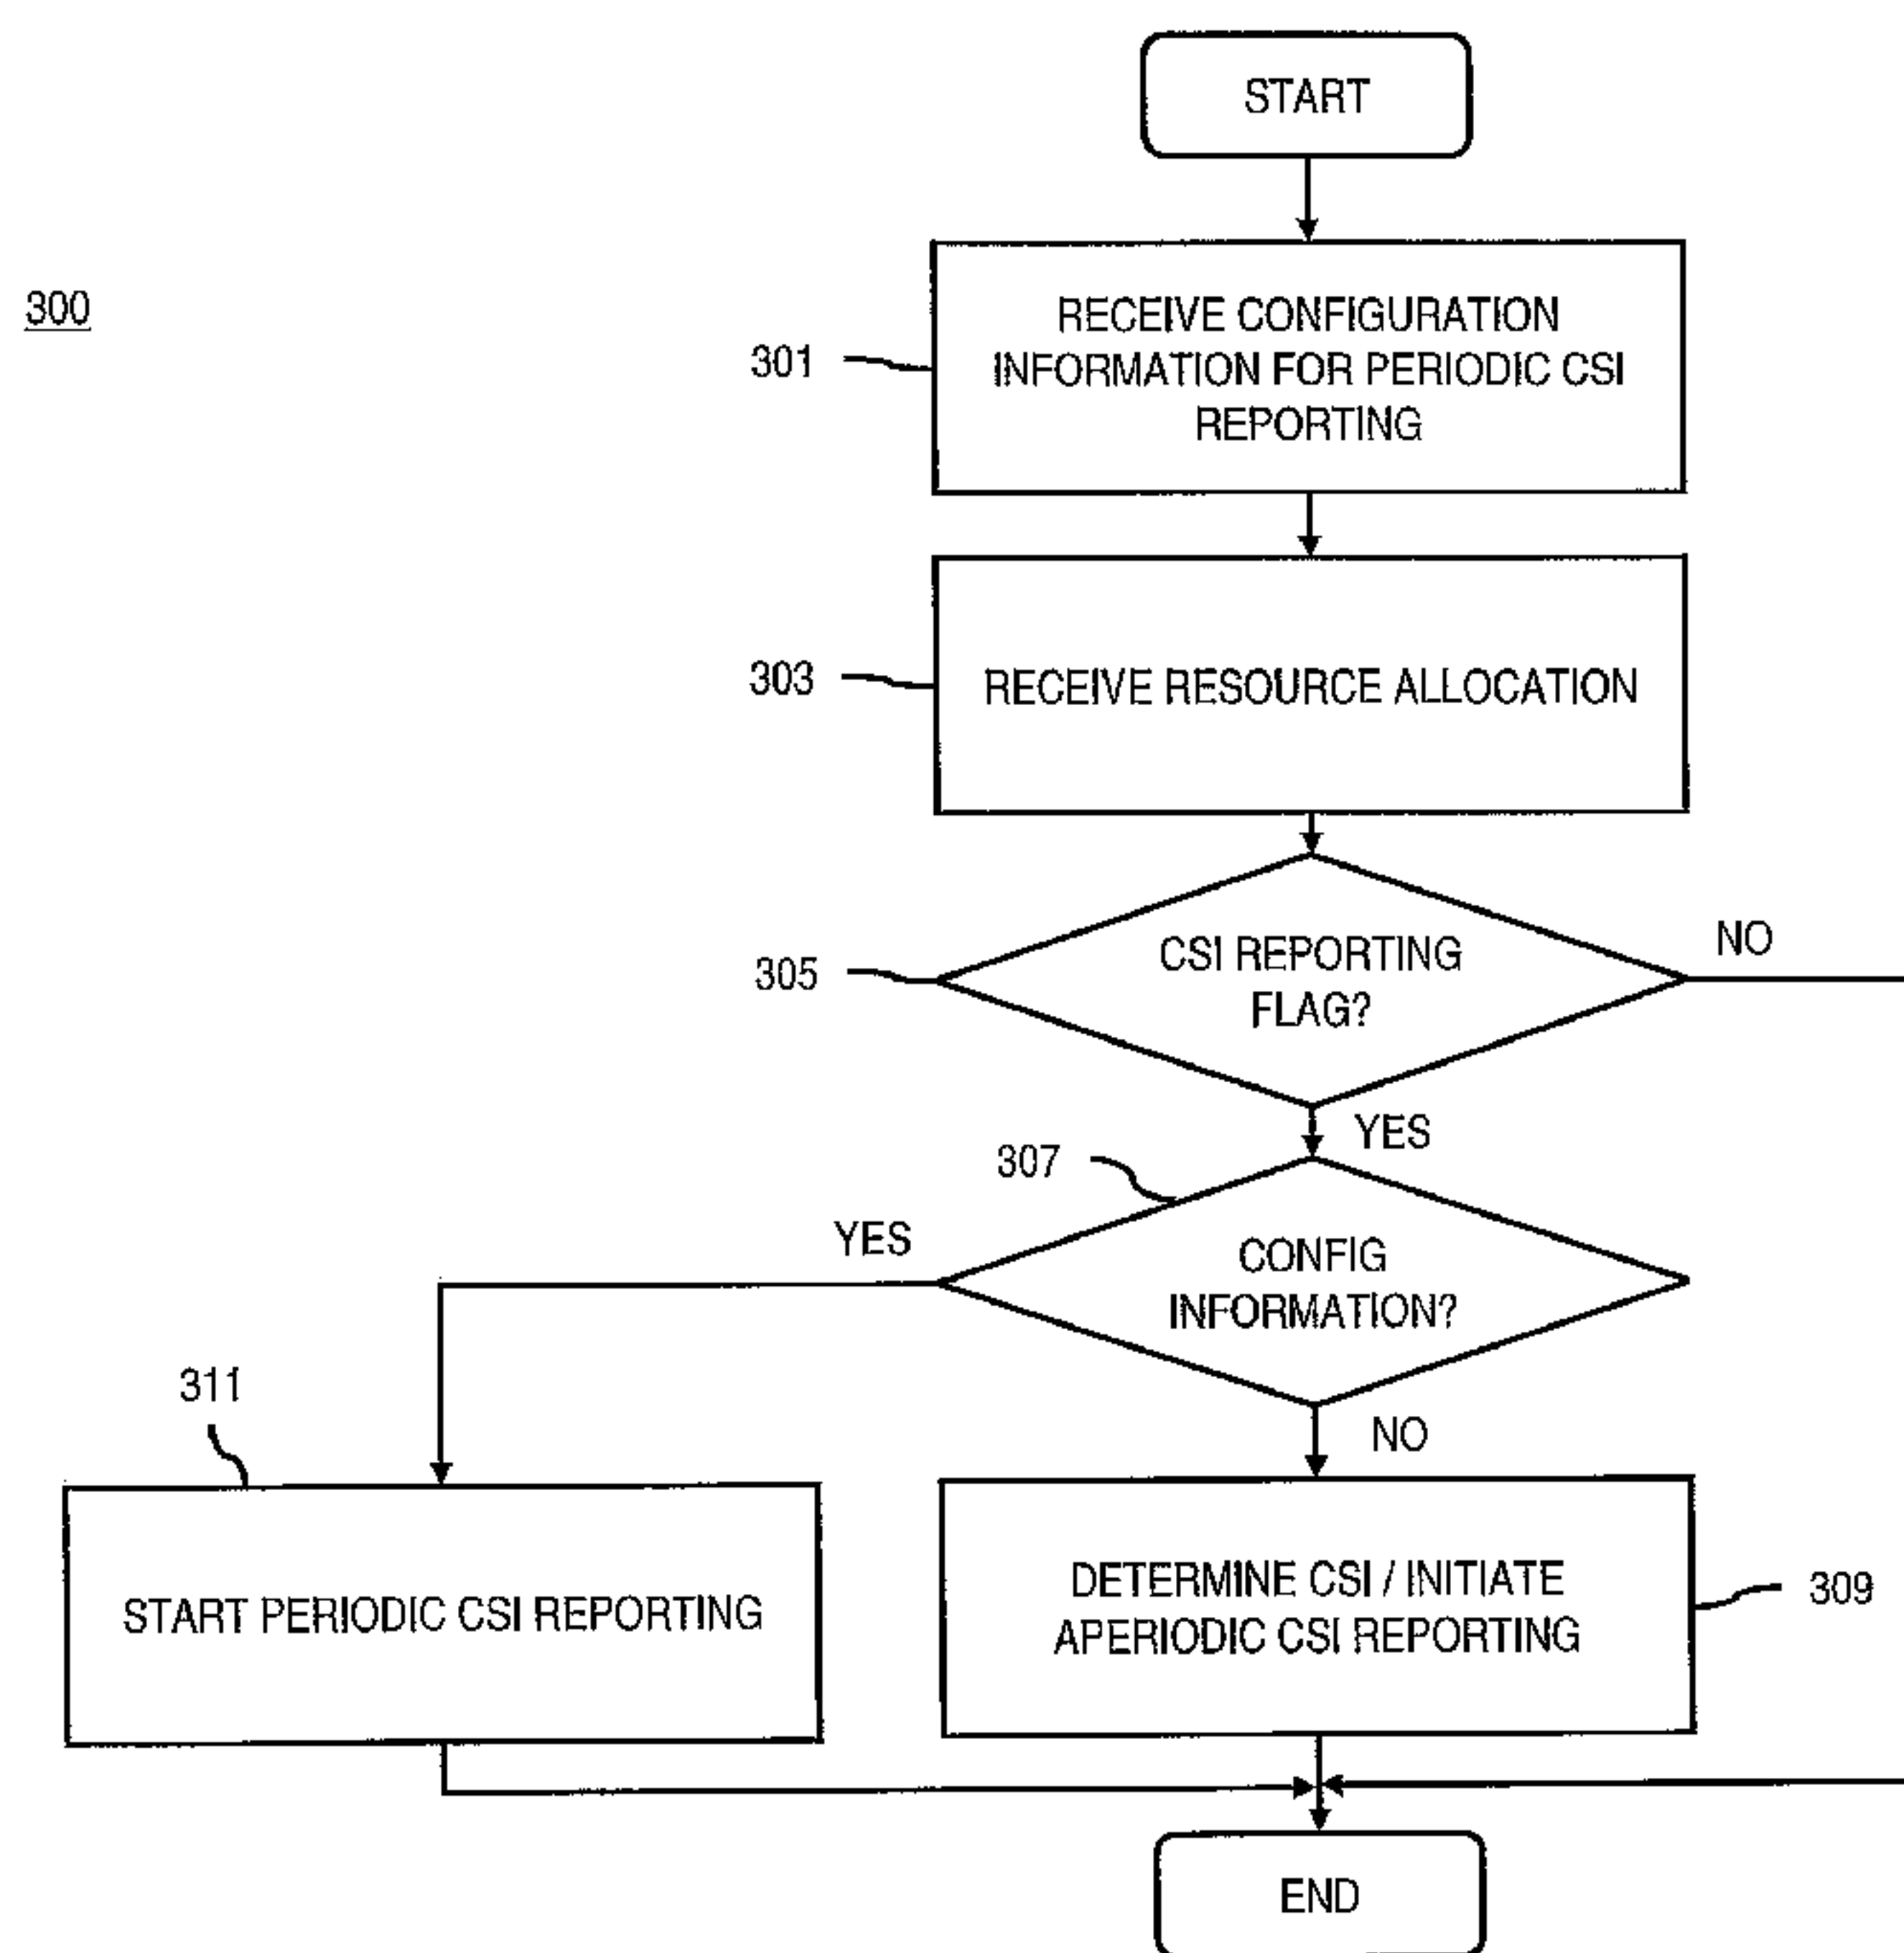 START
300
RECEIVE CONFIGURATION
INFORMATION FOR PERIODIC CSI
REPORTING
301
RECEIVE RESOURCE ALLOCATION
303
CSI REPORTING
FLAG?
305
NO
YES
307
CONFIG
INFORMATION?
YES
NO
311
START PERIODIC CSI REPORTING
DETERMINE CSI / INITIATE
APERIODIC CSI REPORTING
309
END